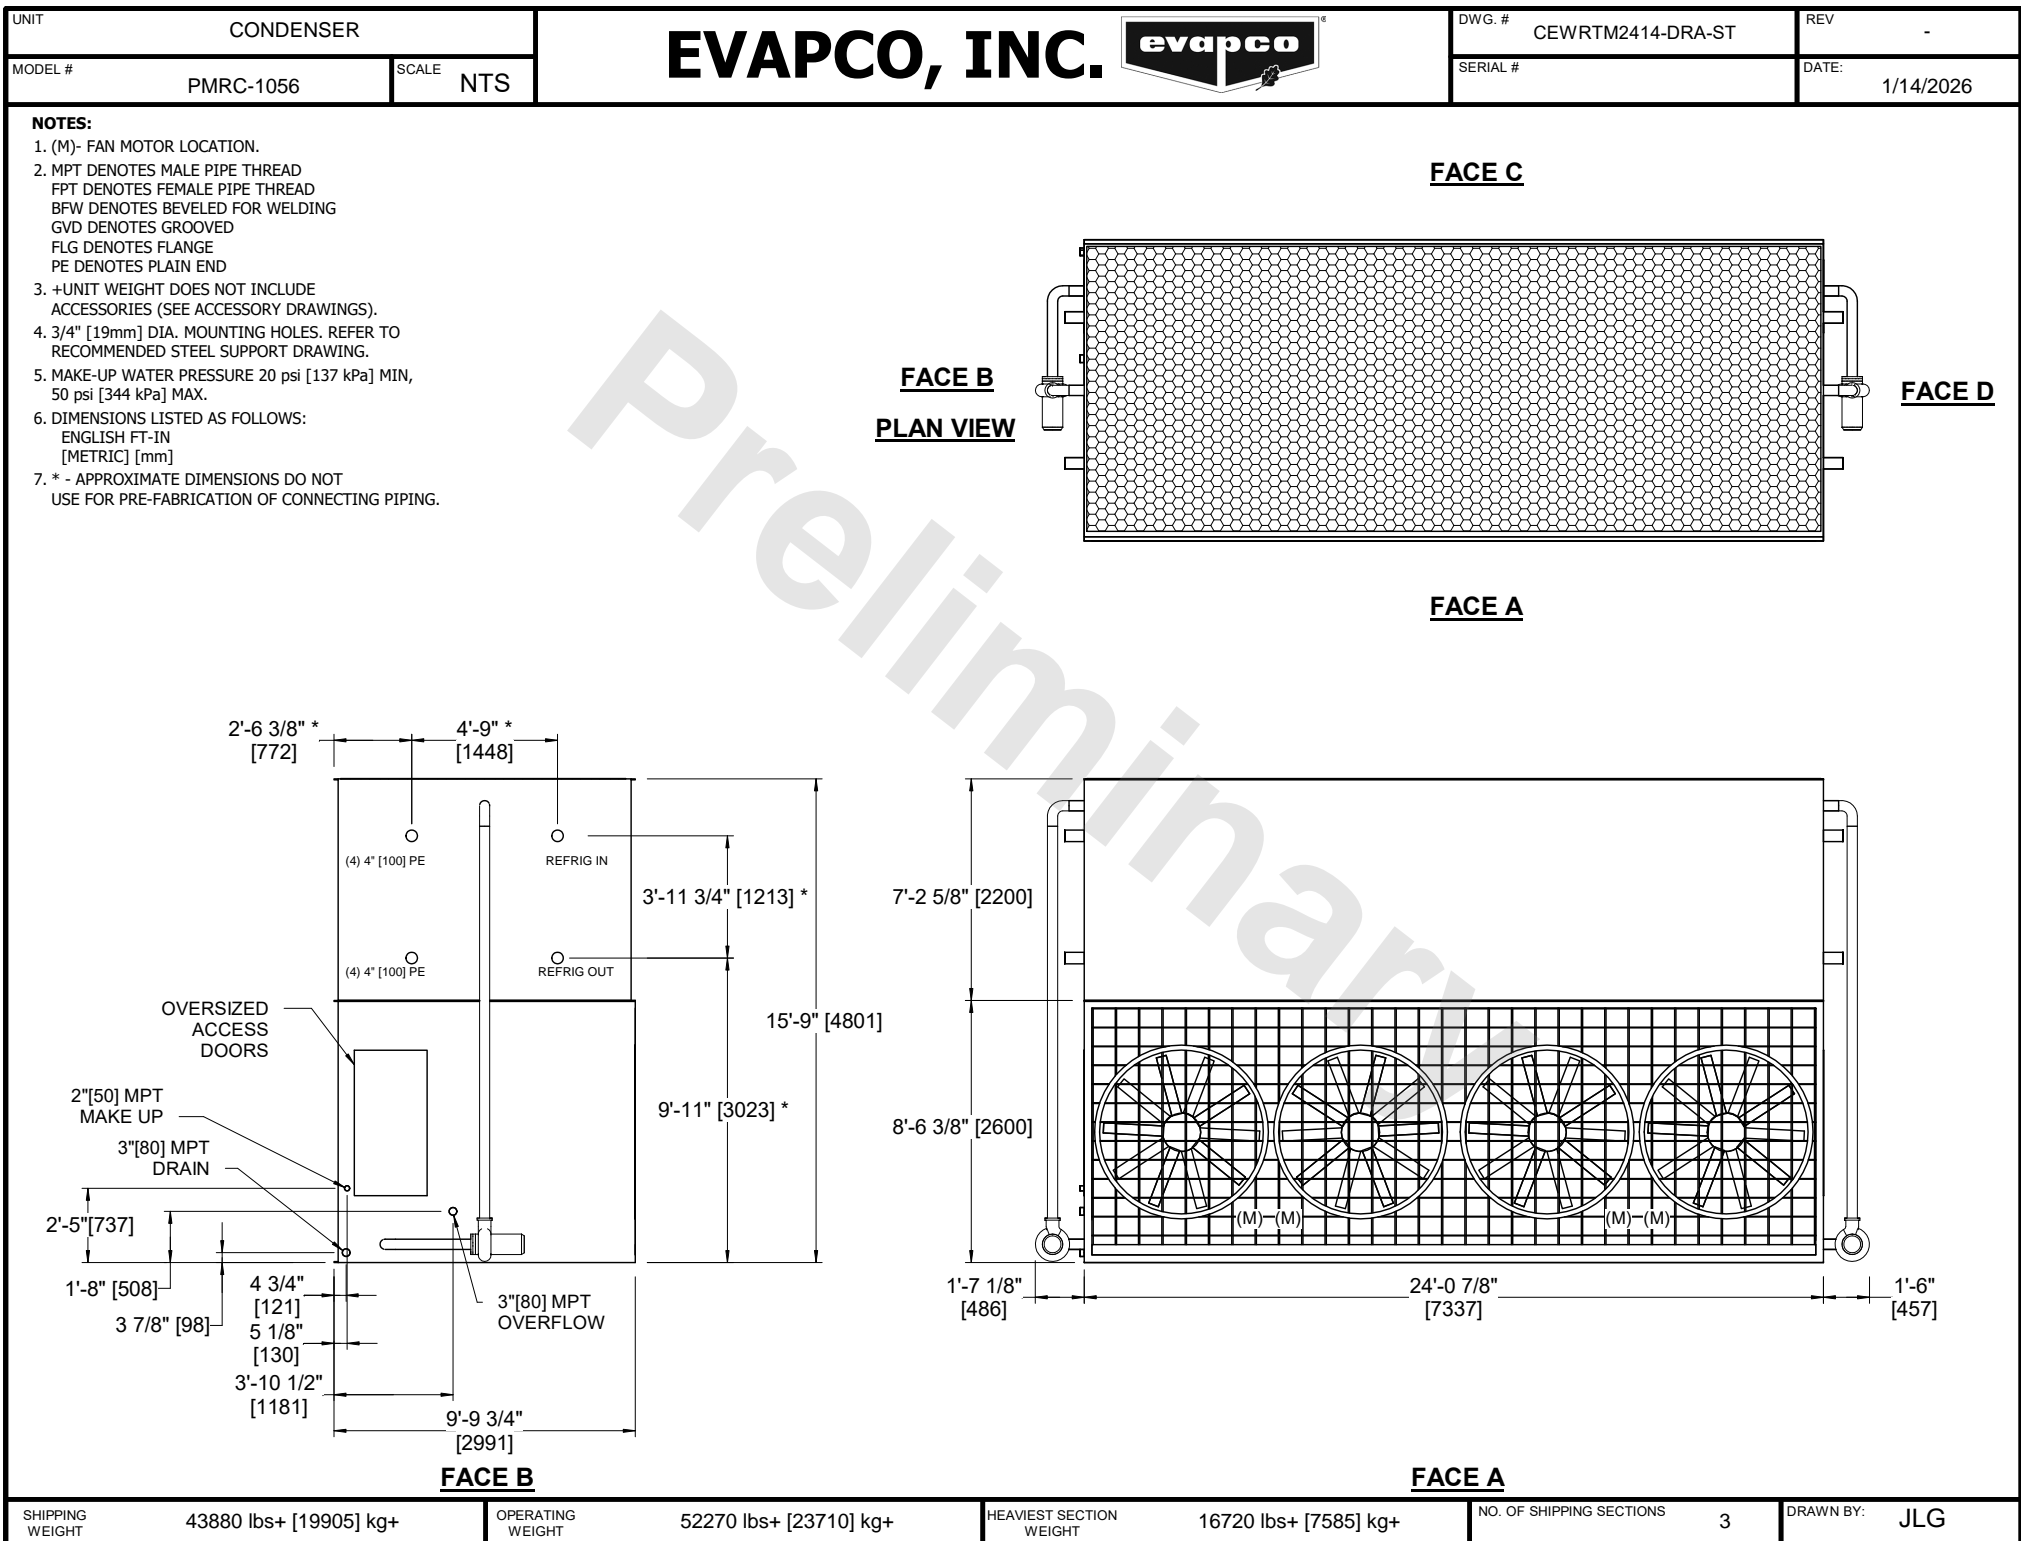 UNIT
CONDENSER
MODEL #
PMRC-1056
SCALE
NTS
EVAPCO, INC.
evapco
®
DWG. #
CEWRTM2414-DRA-ST
REV
-
SERIAL #
DATE:
1/14/2026
NOTES:
1. (M)- FAN MOTOR LOCATION.
2. MPT DENOTES MALE PIPE THREAD
FPT DENOTES FEMALE PIPE THREAD
BFW DENOTES BEVELED FOR WELDING
GVD DENOTES GROOVED
FLG DENOTES FLANGE
PE DENOTES PLAIN END
3. +UNIT WEIGHT DOES NOT INCLUDE
ACCESSORIES (SEE ACCESSORY DRAWINGS).
4. 3/4" [19mm] DIA. MOUNTING HOLES. REFER TO
RECOMMENDED STEEL SUPPORT DRAWING.
5. MAKE-UP WATER PRESSURE 20 psi [137 kPa] MIN,
50 psi [344 kPa] MAX.
6. DIMENSIONS LISTED AS FOLLOWS:
ENGLISH FT-IN
[METRIC] [mm]
7. * - APPROXIMATE DIMENSIONS DO NOT
USE FOR PRE-FABRICATION OF CONNECTING PIPING.
Preliminary
FACE C
FACE B
PLAN VIEW
FACE D
FACE A
2'-6 3/8" *
[772]
4'-9" *
[1448]
(4) 4" [100] PE
REFRIG IN
3'-11 3/4" [1213] *
(4) 4" [100] PE
REFRIG OUT
15'-9" [4801]
OVERSIZED
ACCESS
DOORS
2"[50] MPT
MAKE UP
3"[80] MPT
DRAIN
9'-11" [3023] *
2'-5"[737]
1'-8" [508]
3 7/8" [98]
4 3/4"
[121]
5 1/8"
[130]
3'-10 1/2"
[1181]
3"[80] MPT
OVERFLOW
9'-9 3/4"
[2991]
FACE B
7'-2 5/8" [2200]
8'-6 3/8" [2600]
(M) (M)
(M) (M)
1'-7 1/8"
[486]
24'-0 7/8"
[7337]
1'-6"
[457]
FACE A
SHIPPING
WEIGHT
43880 lbs+ [19905] kg+
OPERATING
WEIGHT
52270 lbs+ [23710] kg+
HEAVIEST SECTION
WEIGHT
16720 lbs+ [7585] kg+
NO. OF SHIPPING SECTIONS
3
DRAWN BY:
JLG